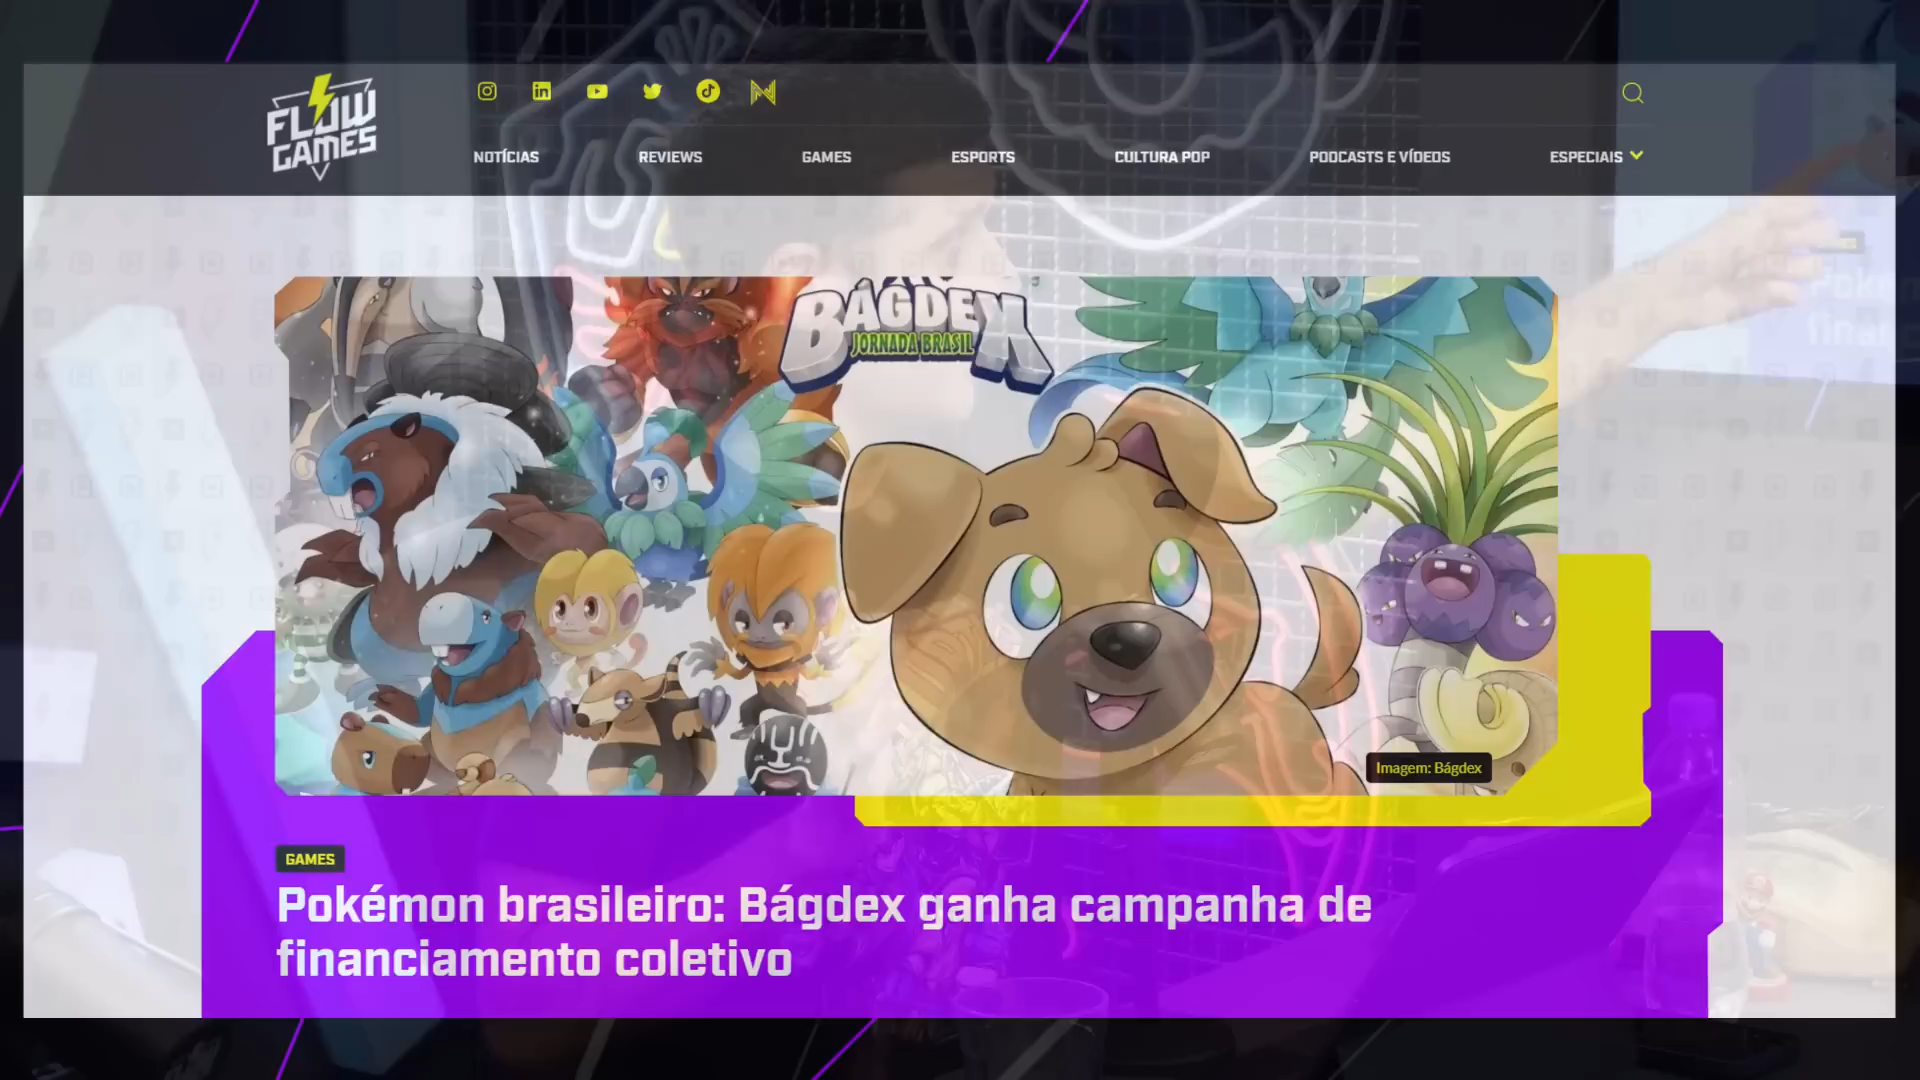 FLOW
GAMES
NOTÍCIAS
REVIEWS
GAMES
ESPORTS
CULTURA POP
PODCASTS E VÍDEOS
ESPECIAIS
BÁGDEX
JORNADA BRASIL
Imagem: Bágdex
GAMES
Pokémon brasileiro: Bágdex ganha campanha de
financiamento coletivo